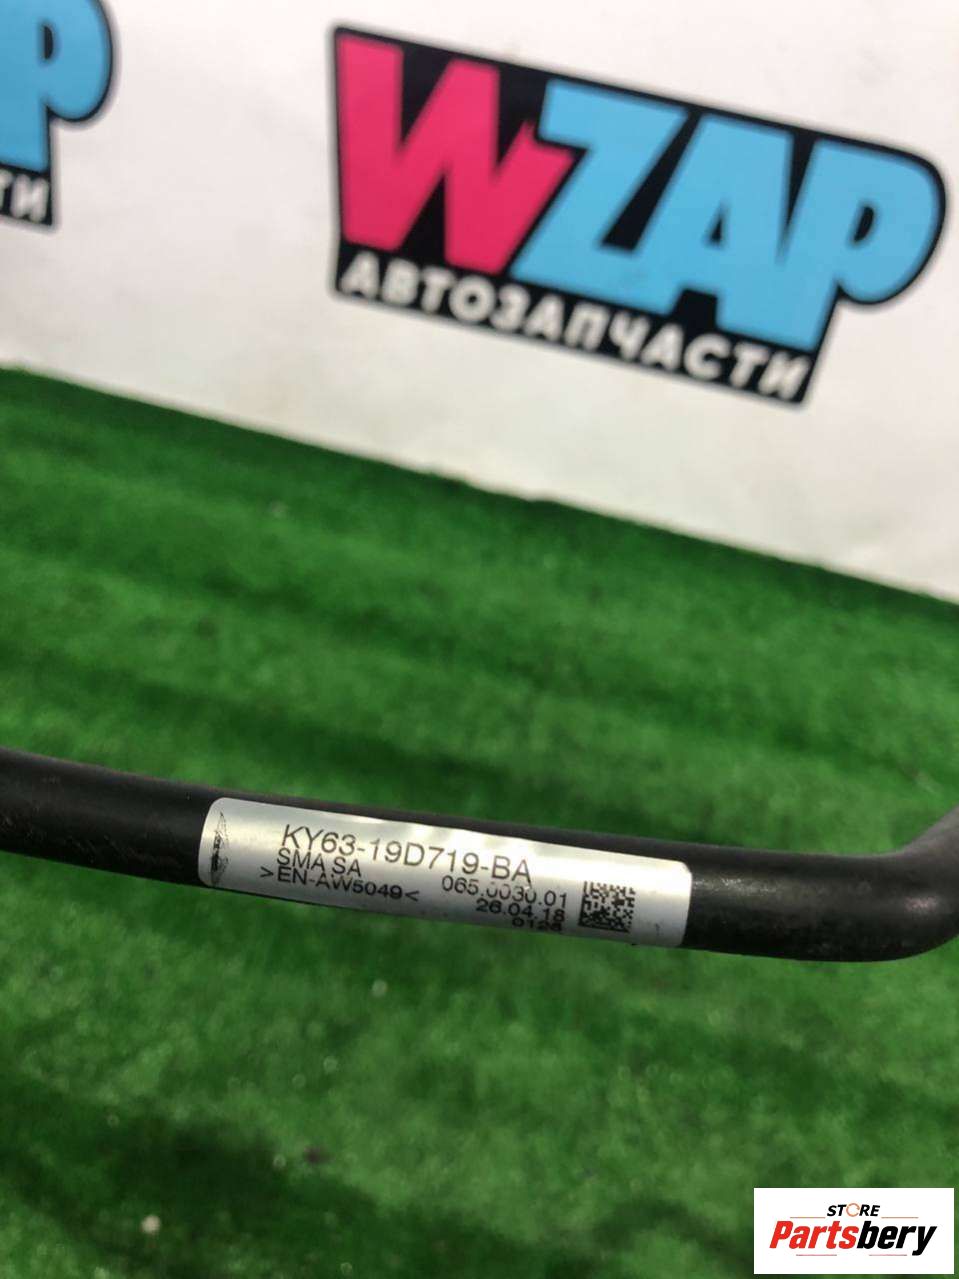 WZAP
АВТОЗАПЧАСТИ
KY63-19D719-BA
SMA SA
>EN-AW5049<
065.0030.01
26.04.18
STORE
Partsbery